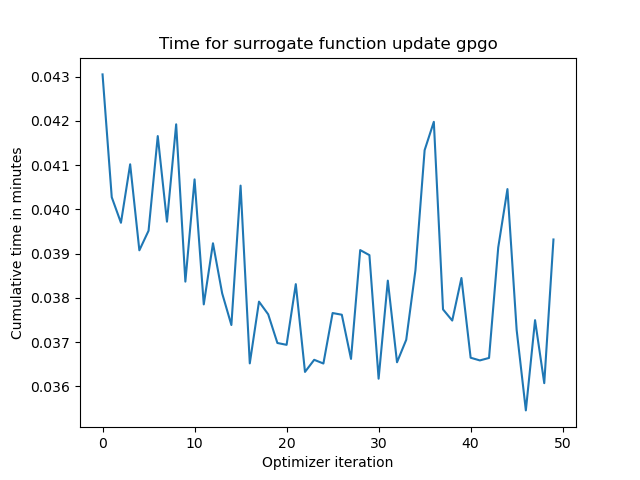 Time for surrogate function update gpgo
Cumulative time in minutes
0.043
0.042
0.041
0.040
0.039
0.038
0.037
0.036
0 10 20 30 40 50
Optimizer iteration